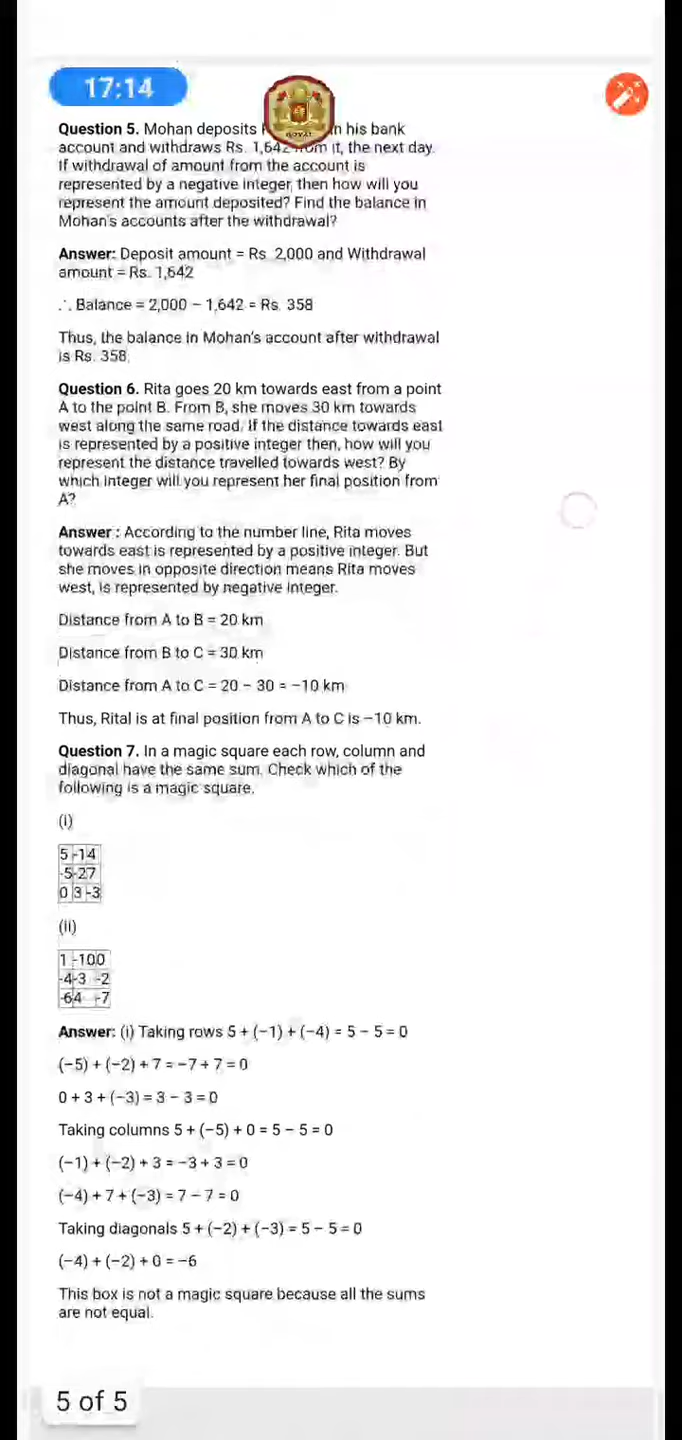 17:14
ROYAL
Question 5. Mohan deposits in his bank
account and withdraws Rs. 1,642 from it, the next day.
If withdrawal of amount from the account is
represented by a negative integer, then how will you
represent the amount deposited? Find the balance in
Mohan's accounts after the withdrawal?
Answer: Deposit amount = Rs. 2,000 and Withdrawal
amount = Rs. 1,642
∴ Balance = 2,000 – 1,642 = Rs. 358
Thus, the balance in Mohan's account after withdrawal
is Rs. 358.
Question 6. Rita goes 20 km towards east from a point
A to the point B. From B, she moves 30 km towards
west along the same road. If the distance towards east
is represented by a positive integer then, how will you
represent the distance travelled towards west? By
which integer will you represent her final position from
A?
Answer : According to the number line, Rita moves
towards east is represented by a positive integer. But
she moves in opposite direction means Rita moves
west, is represented by negative integer.
Distance from A to B = 20 km
Distance from B to C = 30 km
Distance from A to C = 20 – 30 = –10 km
Thus, Rital is at final position from A to C is –10 km.
Question 7. In a magic square each row, column and
diagonal have the same sum. Check which of the
following is a magic square.
(i)
5 -1 4
-5 -2 7
0 3 -3
(ii)
1 -10 0
-4 -3 -2
-6 4 -7
Answer: (i) Taking rows 5 + (–1) + (–4) = 5 – 5 = 0
(–5) + (–2) + 7 = –7 + 7 = 0
0 + 3 + (–3) = 3 – 3 = 0
Taking columns 5 + (–5) + 0 = 5 – 5 = 0
(–1) + (–2) + 3 = –3 + 3 = 0
(–4) + 7 + (–3) = 7 – 7 = 0
Taking diagonals 5 + (–2) + (–3) = 5 – 5 = 0
(–4) + (–2) + 0 = –6
This box is not a magic square because all the sums
are not equal.
5 of 5